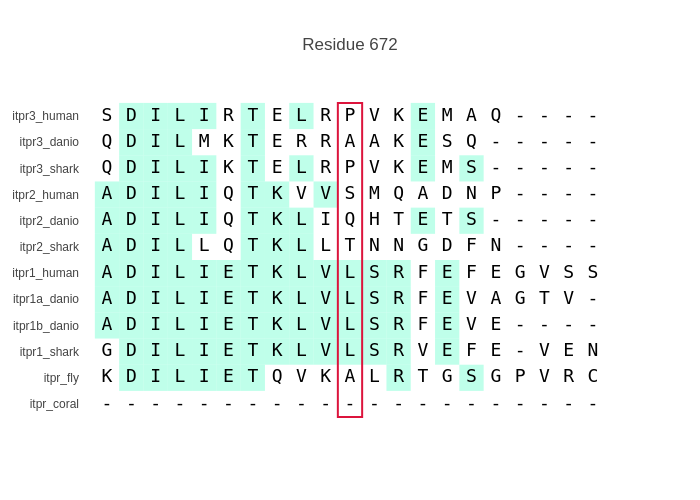 Residue 672
itpr3_human S D I L I R T E L R P V K E M A Q - - - -
itpr3_danio Q D I L M K T E R R A A K E S Q - - - - -
itpr3_shark Q D I L I K T E L R P V K E M S - - - - -
itpr2_human A D I L I Q T K V V S M Q A D N P - - - -
itpr2_danio A D I L I Q T K L I Q H T E T S - - - - -
itpr2_shark A D I L L Q T K L L T N N G D F N - - - -
itpr1_human A D I L I E T K L V L S R F E F E G V S S
itpr1a_danio A D I L I E T K L V L S R F E V A G T V -
itpr1b_danio A D I L I E T K L V L S R F E V E - - - -
itpr1_shark G D I L I E T K L V L S R V E F E - V E N
itpr_fly K D I L I E T Q V K A L R T G S G P V R C
itpr_coral - - - - - - - - - - - - - - - - - - - - -